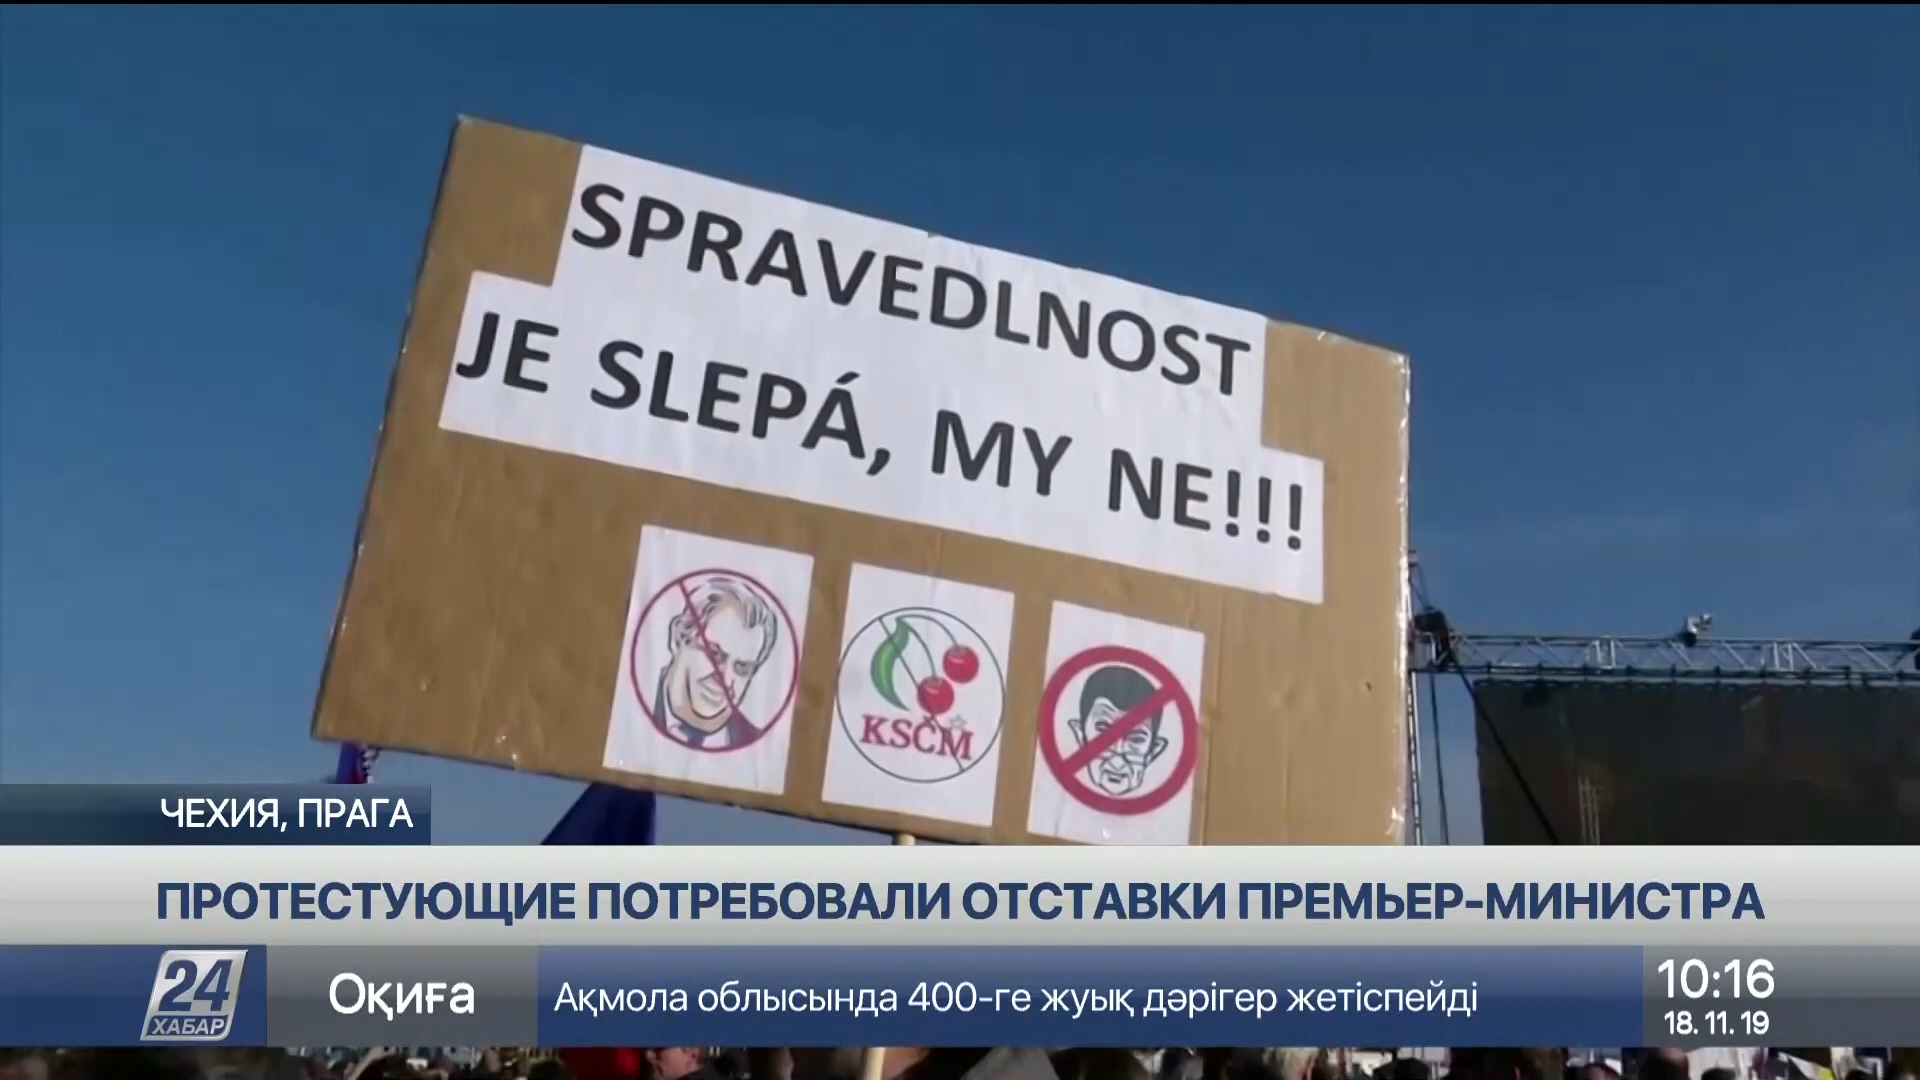 SPRAVEDLNOST
JE SLEPÁ, MY NE!!!
KSČM
ЧЕХИЯ, ПРАГА
ПРОТЕСТУЮЩИЕ ПОТРЕБОВАЛИ ОТСТАВКИ ПРЕМЬЕР-МИНИСТРА
24
ХАБАР
Оқиға
Ақмола облысында 400-ге жуық дәрігер жетіспейді
10:16
18.11.19